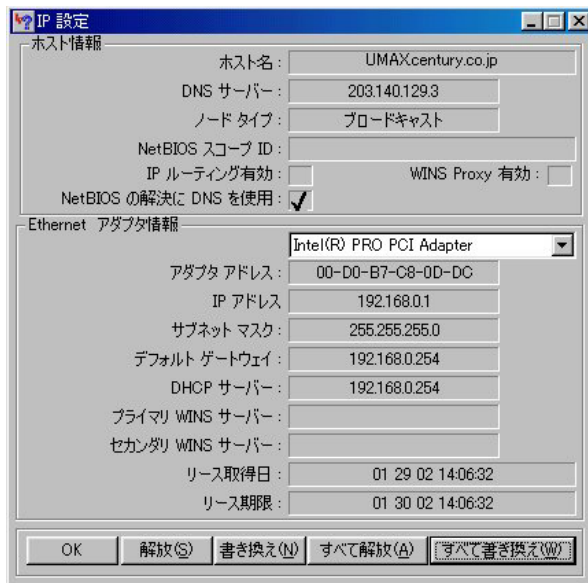 IP 設定
ホスト情報
ホスト名 : UMAX.century.co.jp
DNS サーバー : 203.140.129.3
ノード タイプ : ブロードキャスト
NetBIOS スコープ ID :
IP ルーティング有効 : WINS Proxy 有効 :
NetBIOS の解決に DNS を使用 :
Ethernet アダプタ情報
Intel(R) PRO PCI Adapter
アダプタ アドレス : 00-D0-B7-C8-0D-DC
IP アドレス 192.168.0.1
サブネット マスク : 255.255.255.0
デフォルト ゲートウェイ : 192.168.0.254
DHCP サーバー : 192.168.0.254
プライマリ WINS サーバー :
セカンダリ WINS サーバー :
リース取得日 : 01 29 02 14:06:32
リース期限 : 01 30 02 14:06:32
OK 解放(S) 書き換え(N) すべて解放(A) すべて書き換え(W)